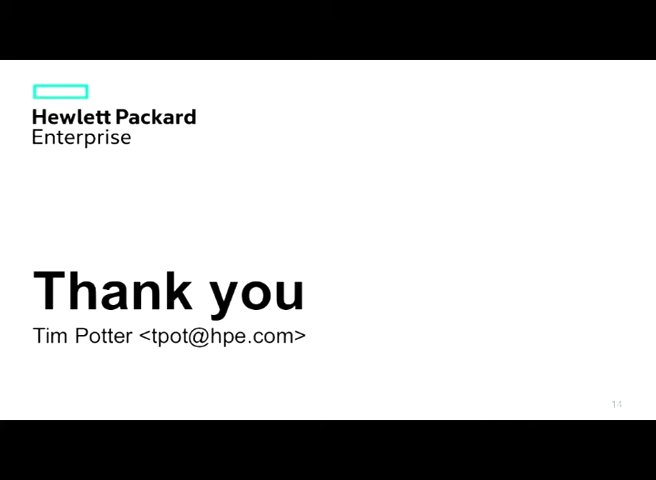 Hewlett Packard
Enterprise
Thank you
Tim Potter <tpot@hpe.com>
14